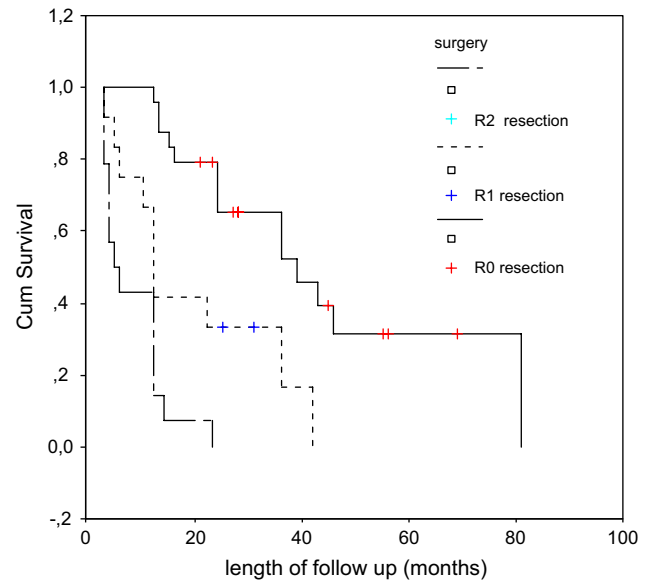 1,2
1,0
,8
,6
,4
,2
0,0
-,2
Cum Survival
surgery
R2 resection
R1 resection
R0 resection
0 20 40 60 80 100
length of follow up (months)